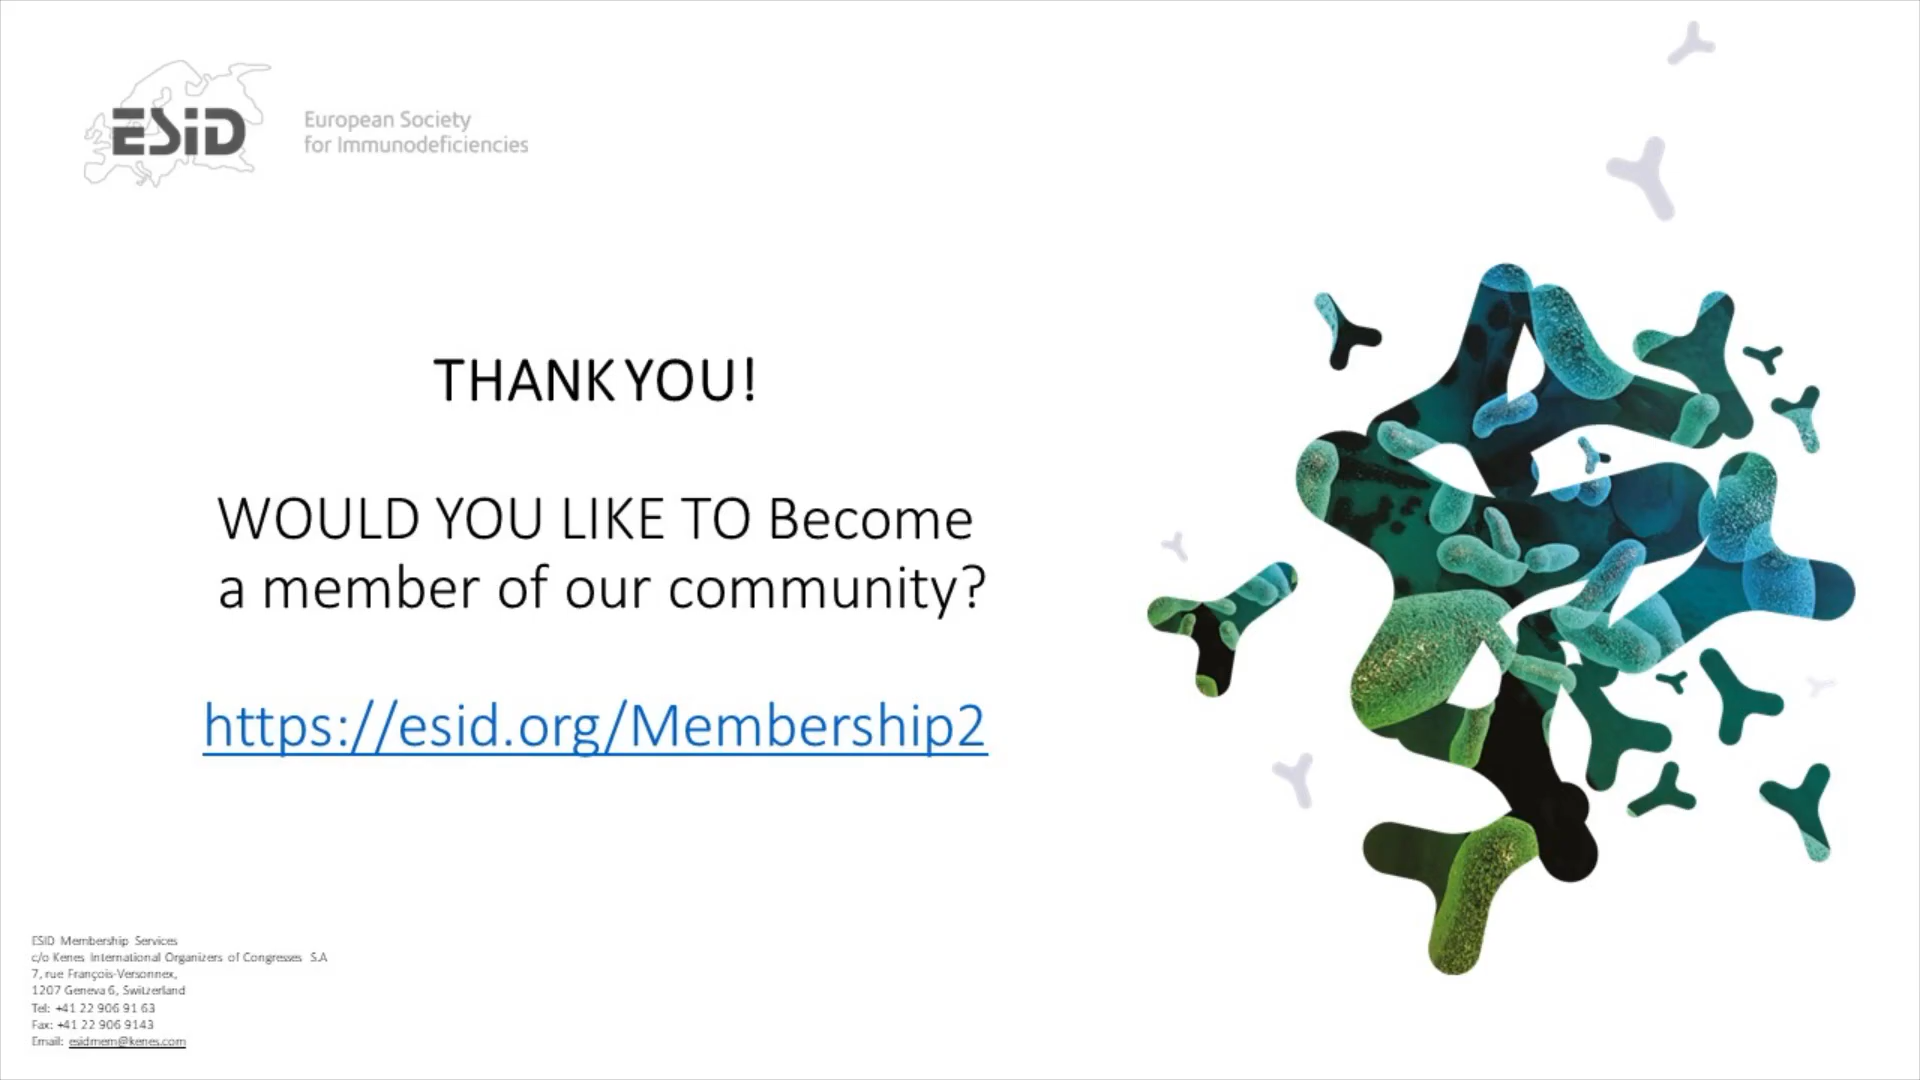 ESiD
European Society
for Immunodeficiencies
THANK YOU!
WOULD YOU LIKE TO Become
a member of our community?
https://esid.org/Membership2
ESID Membership Services
c/o Kenes International Organizers of Congresses S.A
7, rue François-Versonnex,
1207 Geneva 6, Switzerland
Tel: +41 22 906 91 63
Fax: +41 22 906 9143
Email: esidmem@kenes.com